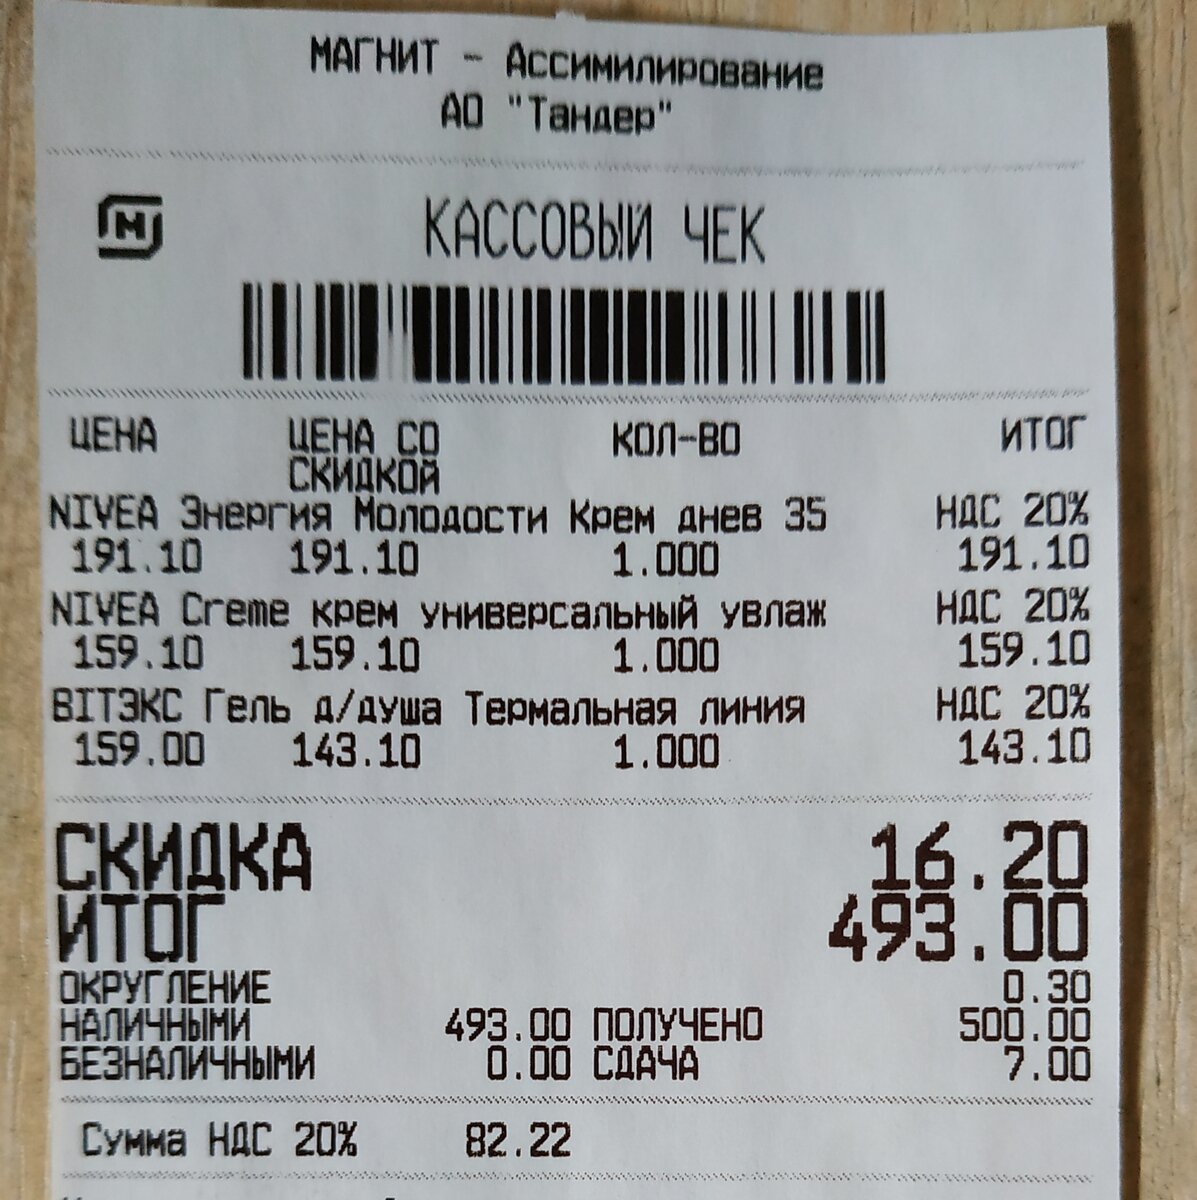 МАГНИТ - Ассимилирование
АО "Тандер"
КАССОВЫЙ ЧЕК
ЦЕНА ЦЕНА СО СКИДКОЙ КОЛ-ВО ИТОГ
NIVEA Энергия Молодости Крем днев 35 НДС 20%
191.10 191.10 1.000 191.10
NIVEA Creme крем универсальный увлаж НДС 20%
159.10 159.10 1.000 159.10
ВІТЭКС Гель д/душа Термальная линия НДС 20%
159.00 143.10 1.000 143.10
СКИДКА 16.20
ИТОГ 493.00
ОКРУГЛЕНИЕ 0.30
НАЛИЧНЫМИ 493.00 ПОЛУЧЕНО 500.00
БЕЗНАЛИЧНЫМИ 0.00 СДАЧА 7.00
Сумма НДС 20% 82.22